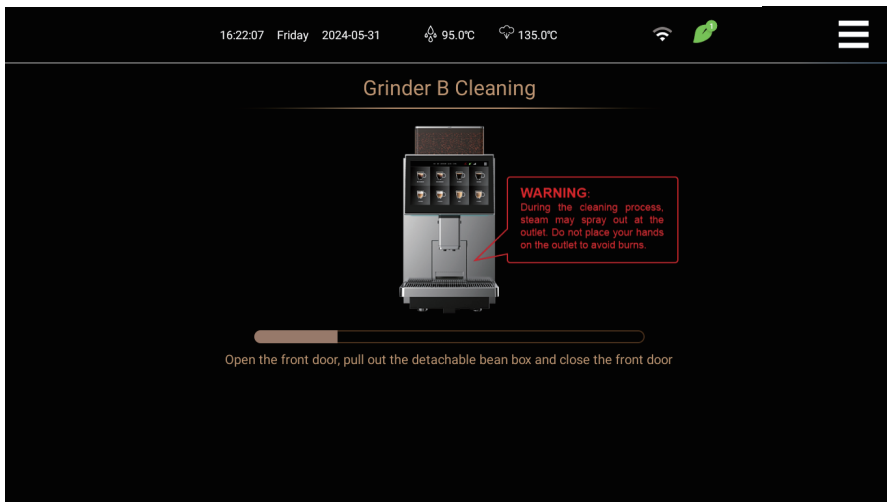 16:22:07 Friday 2024-05-31 95.0℃ 135.0℃ 1
Grinder B Cleaning
WARNING:
During the cleaning process,
steam may spray out at the
outlet. Do not place your hands
on the outlet to avoid burns.
Open the front door, pull out the detachable bean box and close the front door